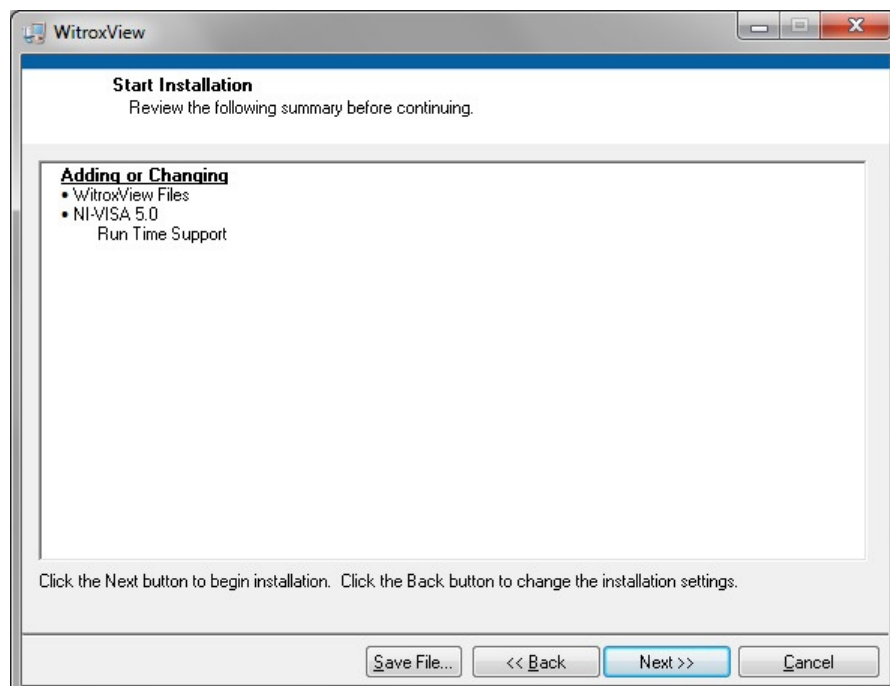 WitroxView
Start Installation
Review the following summary before continuing.
Adding or Changing
• WitroxView Files
• NI-VISA 5.0
Run Time Support
Click the Next button to begin installation.  Click the Back button to change the installation settings.
Save File... << Back Next >> Cancel